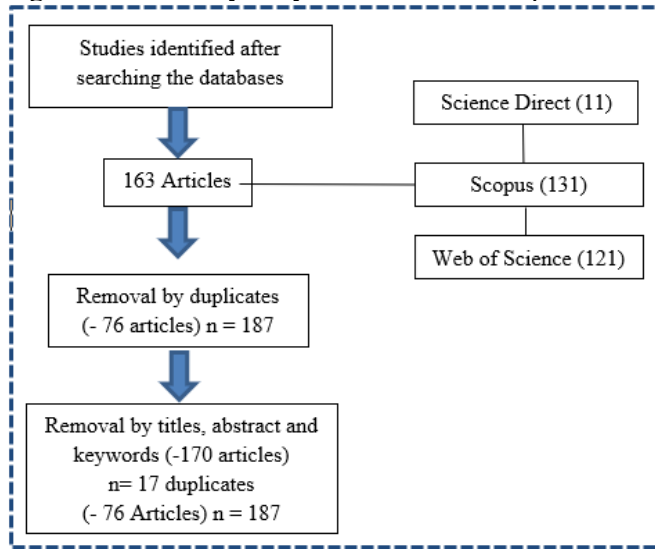 Studies identified after
searching the databases
Science Direct (11)
163 Articles
Scopus (131)
Web of Science (121)
Removal by duplicates
(- 76 articles) n = 187
Removal by titles, abstract and
keywords (-170 articles)
n= 17 duplicates
(- 76 Articles) n = 187